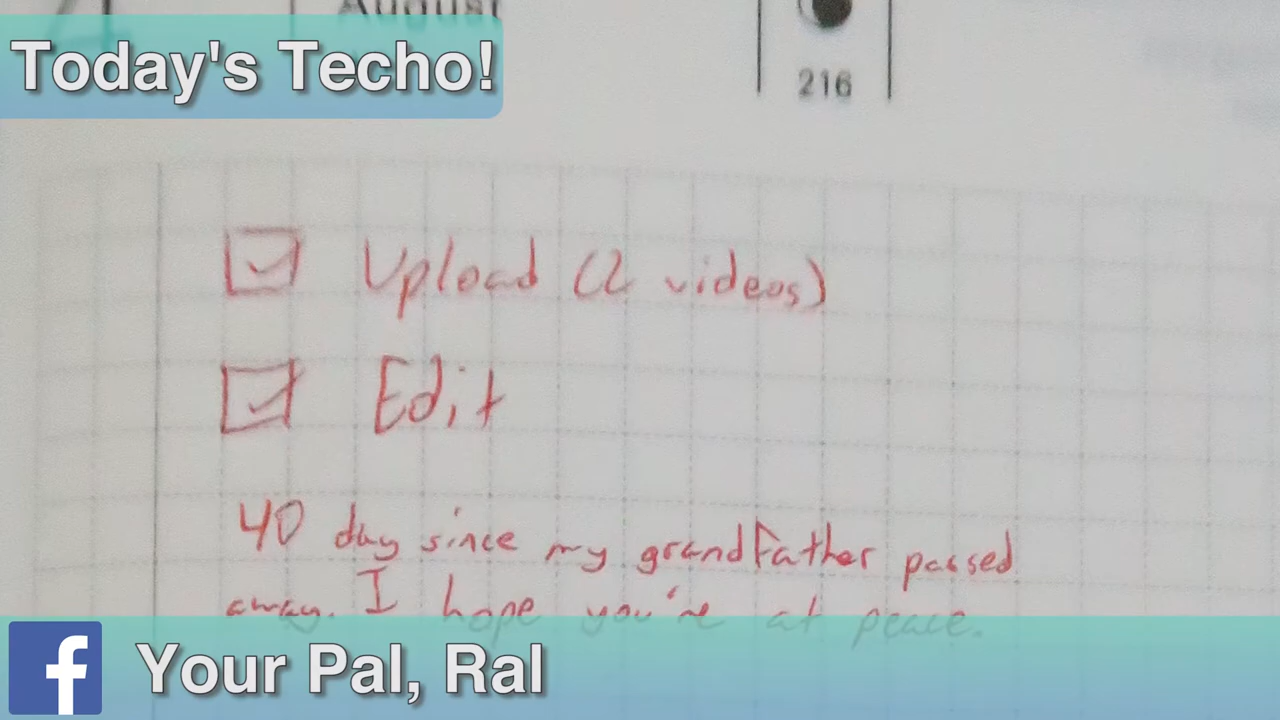 August
Today's Techo!
216
Upload (2 videos)
Edit
40 day since my grandfather passed
away. I hope you're at peace.
Your Pal, Ral